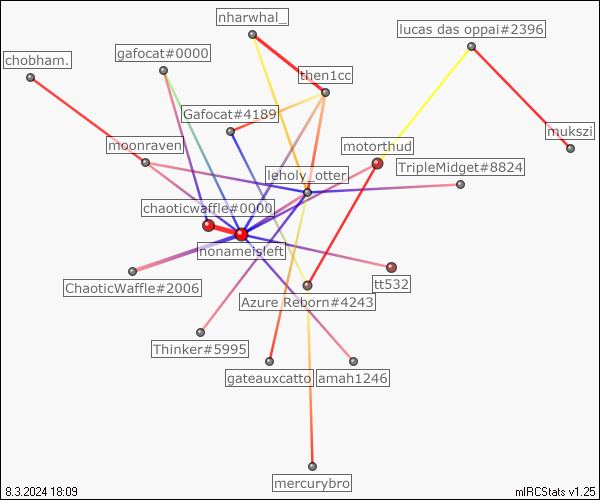 nharwhal_
lucas das oppai#2396
gafocat#0000
chobham.
then1cc
Gafocat#4189
mukszi
moonraven
motorthud
TripleMidget#8824
leholy_otter.
chaoticwaffle#0000
nonameisleft
ChaoticWaffle#2006
tt532
Azure Reborn#4243
Thinker#5995
gateauxcatto
amah1246
mercurybro
8.3.2024 18:09
mIRCStats v1.25